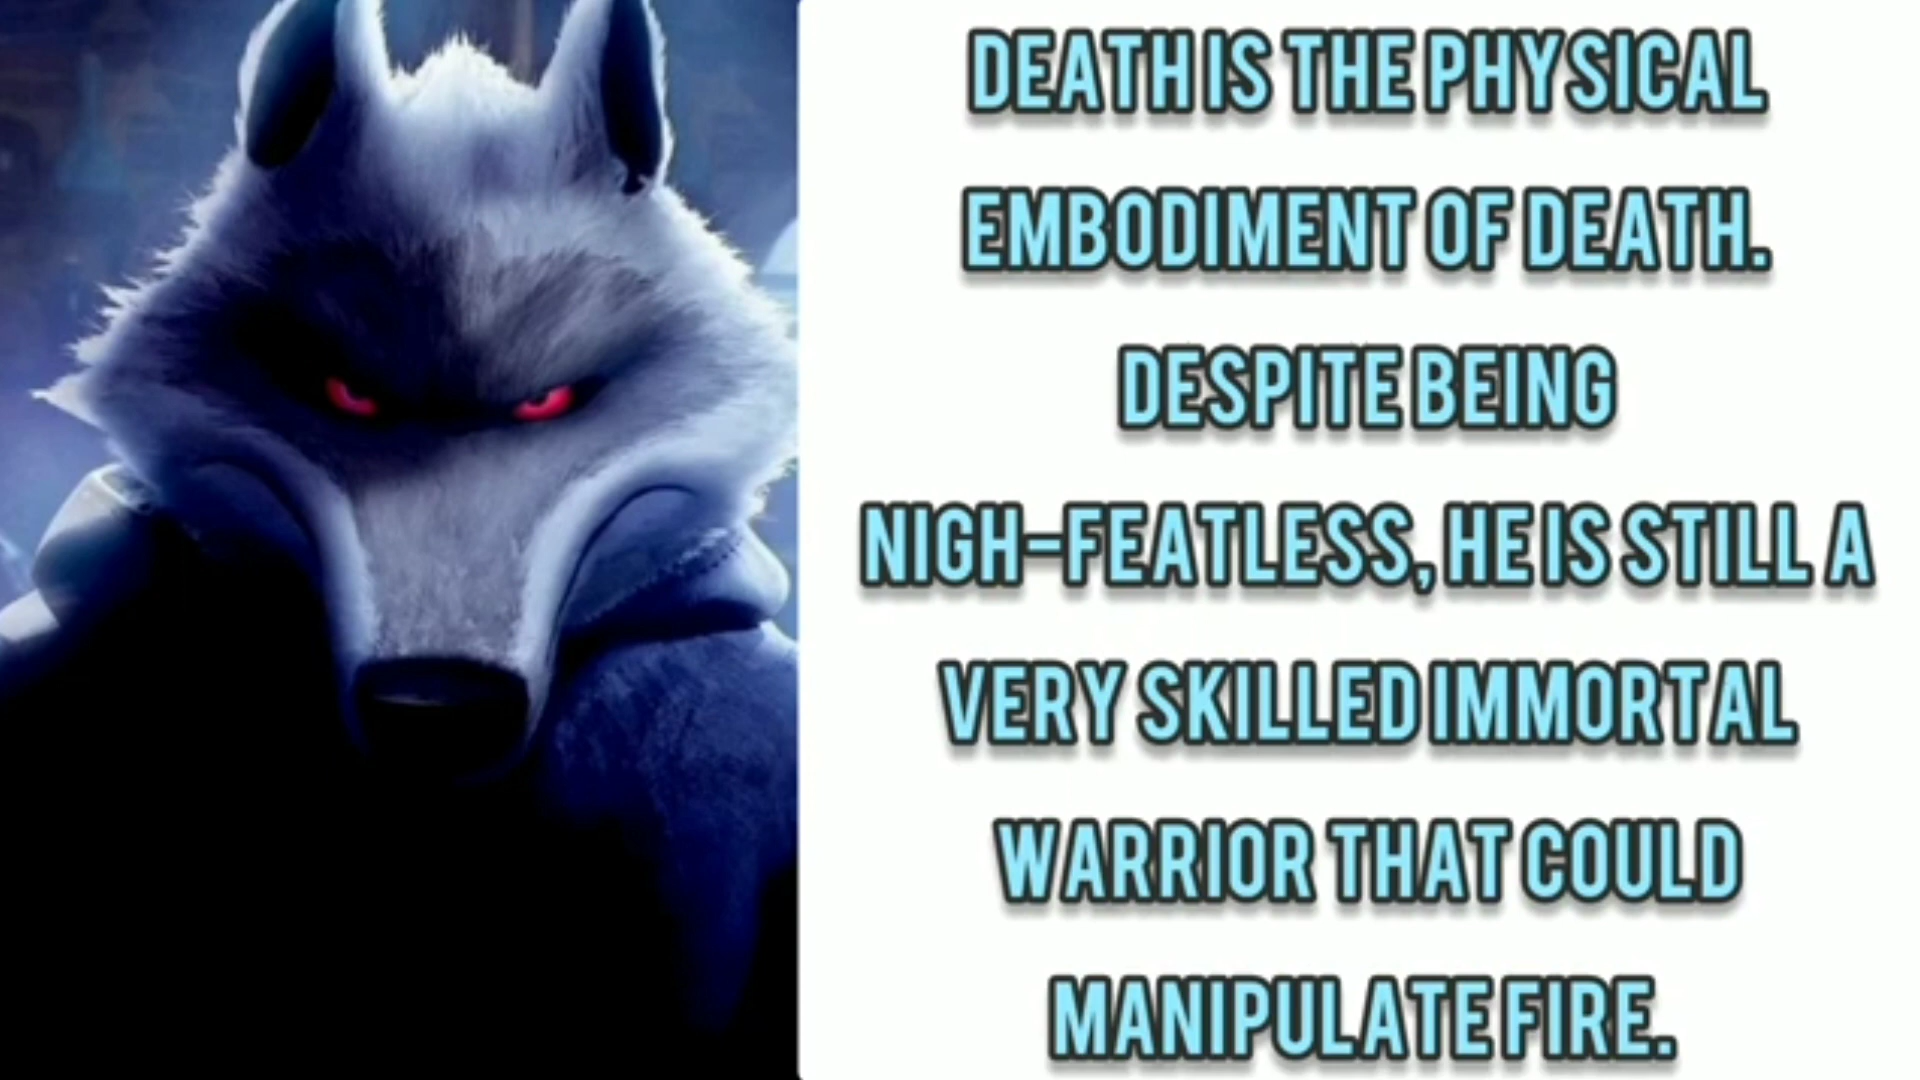 DEATH IS THE PHYSICAL
EMBODIMENT OF DEATH.
DESPITE BEING
NIGH-FEATLESS, HE IS STILL A
VERY SKILLED IMMORTAL
WARRIOR THAT COULD
MANIPULATE FIRE.